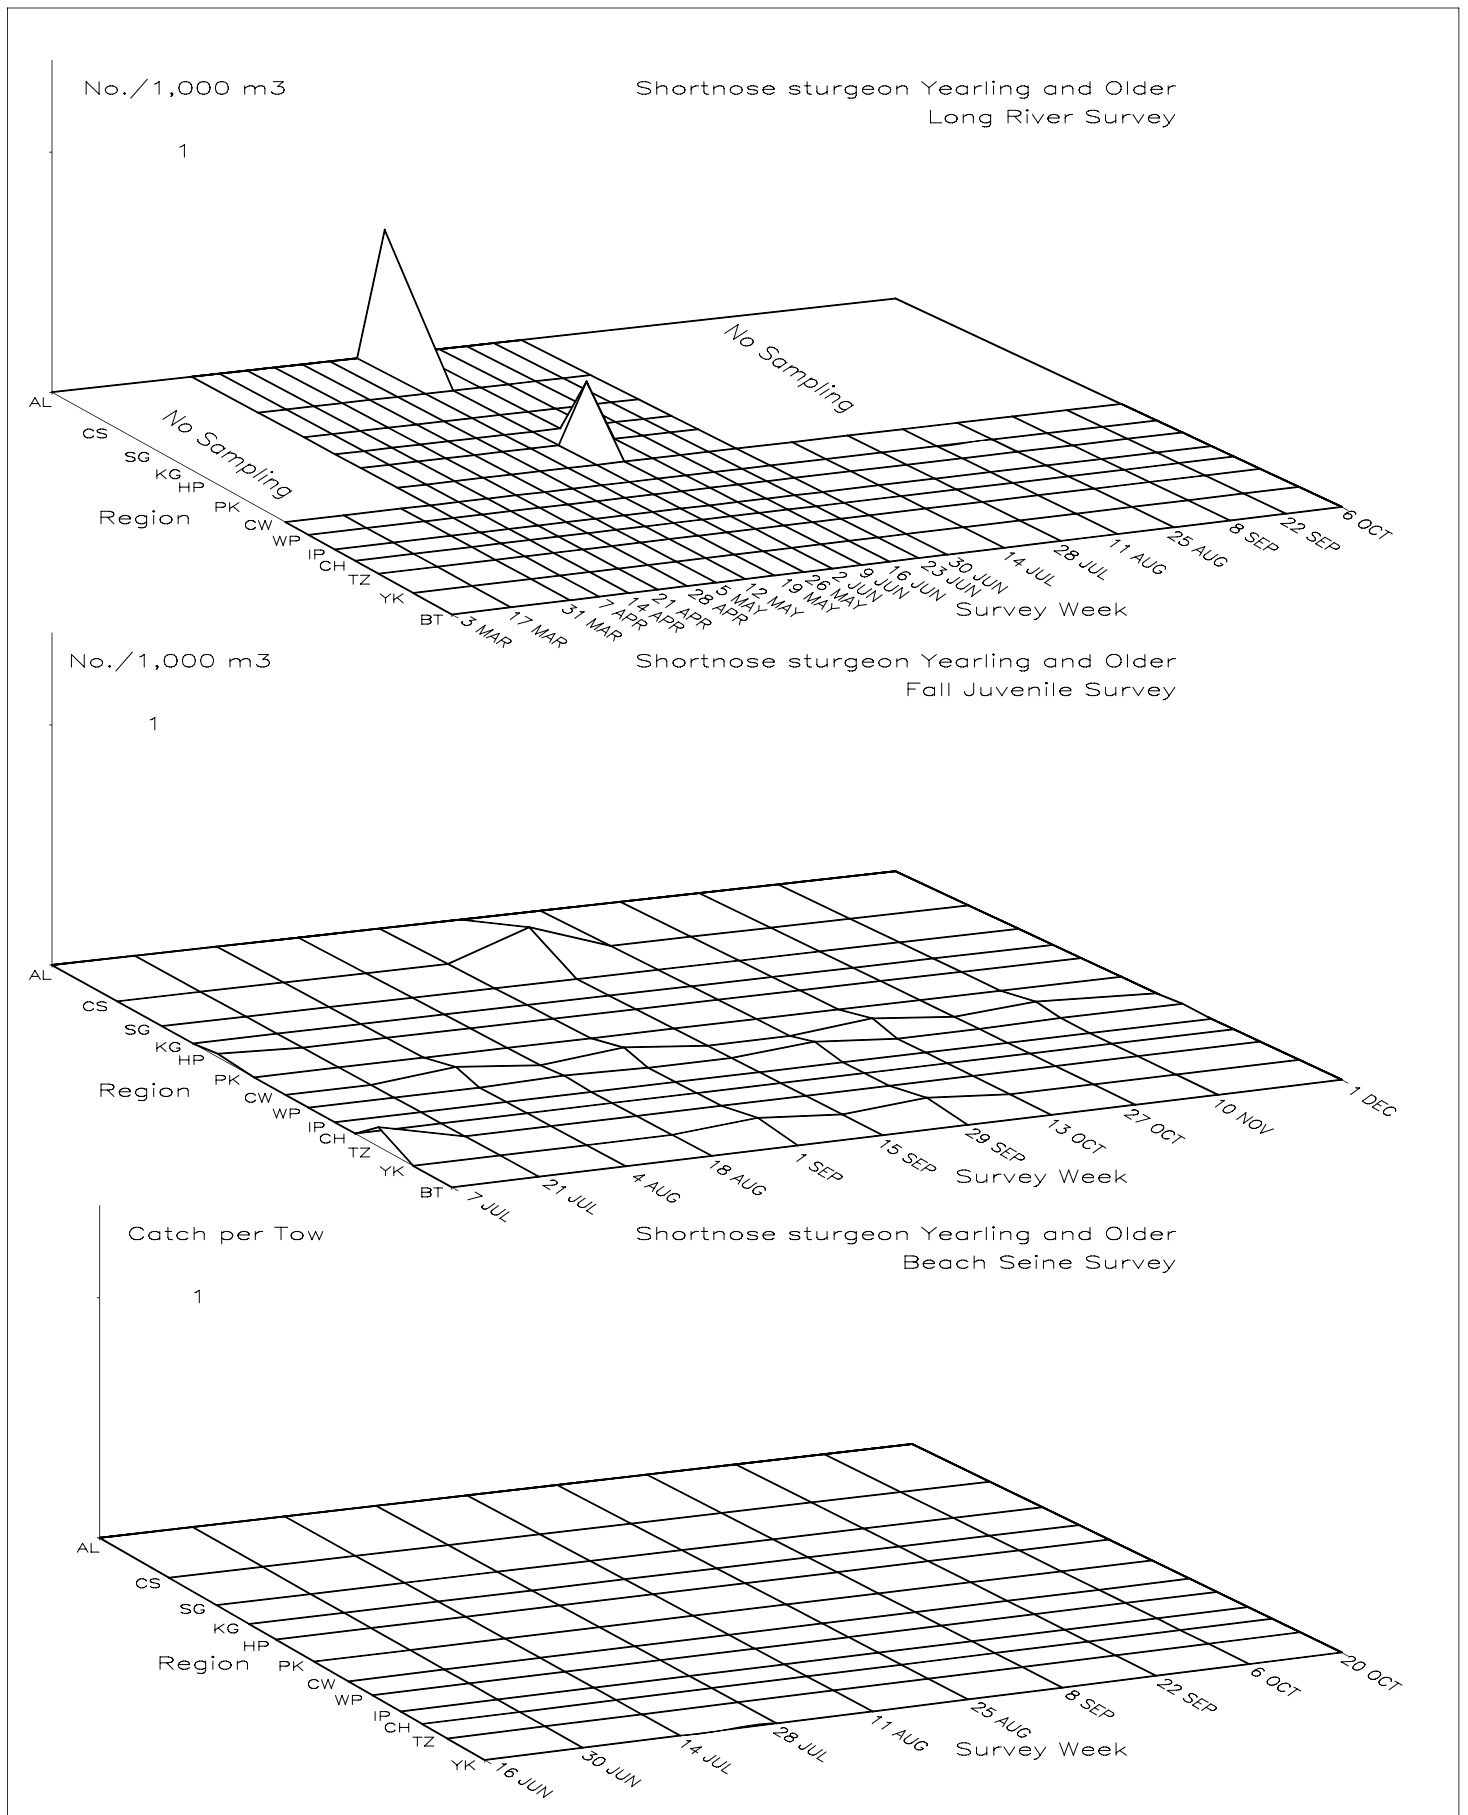 No./1,000 m3
Shortnose sturgeon Yearling and Older
Long River Survey
1
No Sampling
No Sampling
AL
CS
SG
KG
HP
PK
CW
WP
IP
CH
TZ
YK
BT
Region
3 MAR
17 MAR
31 MAR
7 APR
14 APR
21 APR
28 APR
5 MAY
12 MAY
19 MAY
26 MAY
2 JUN
9 JUN
16 JUN
23 JUN
30 JUN
14 JUL
28 JUL
11 AUG
25 AUG
8 SEP
22 SEP
6 OCT
Survey Week
No./1,000 m3
Shortnose sturgeon Yearling and Older
Fall Juvenile Survey
1
AL
CS
SG
KG
HP
PK
CW
WP
IP
CH
TZ
YK
BT
Region
7 JUL
21 JUL
4 AUG
18 AUG
1 SEP
15 SEP
29 SEP
13 OCT
27 OCT
10 NOV
1 DEC
Survey Week
Catch per Tow
Shortnose sturgeon Yearling and Older
Beach Seine Survey
1
AL
CS
SG
KG
HP
PK
CW
WP
IP
CH
TZ
YK
Region
16 JUN
30 JUN
14 JUL
28 JUL
11 AUG
25 AUG
8 SEP
22 SEP
6 OCT
20 OCT
Survey Week